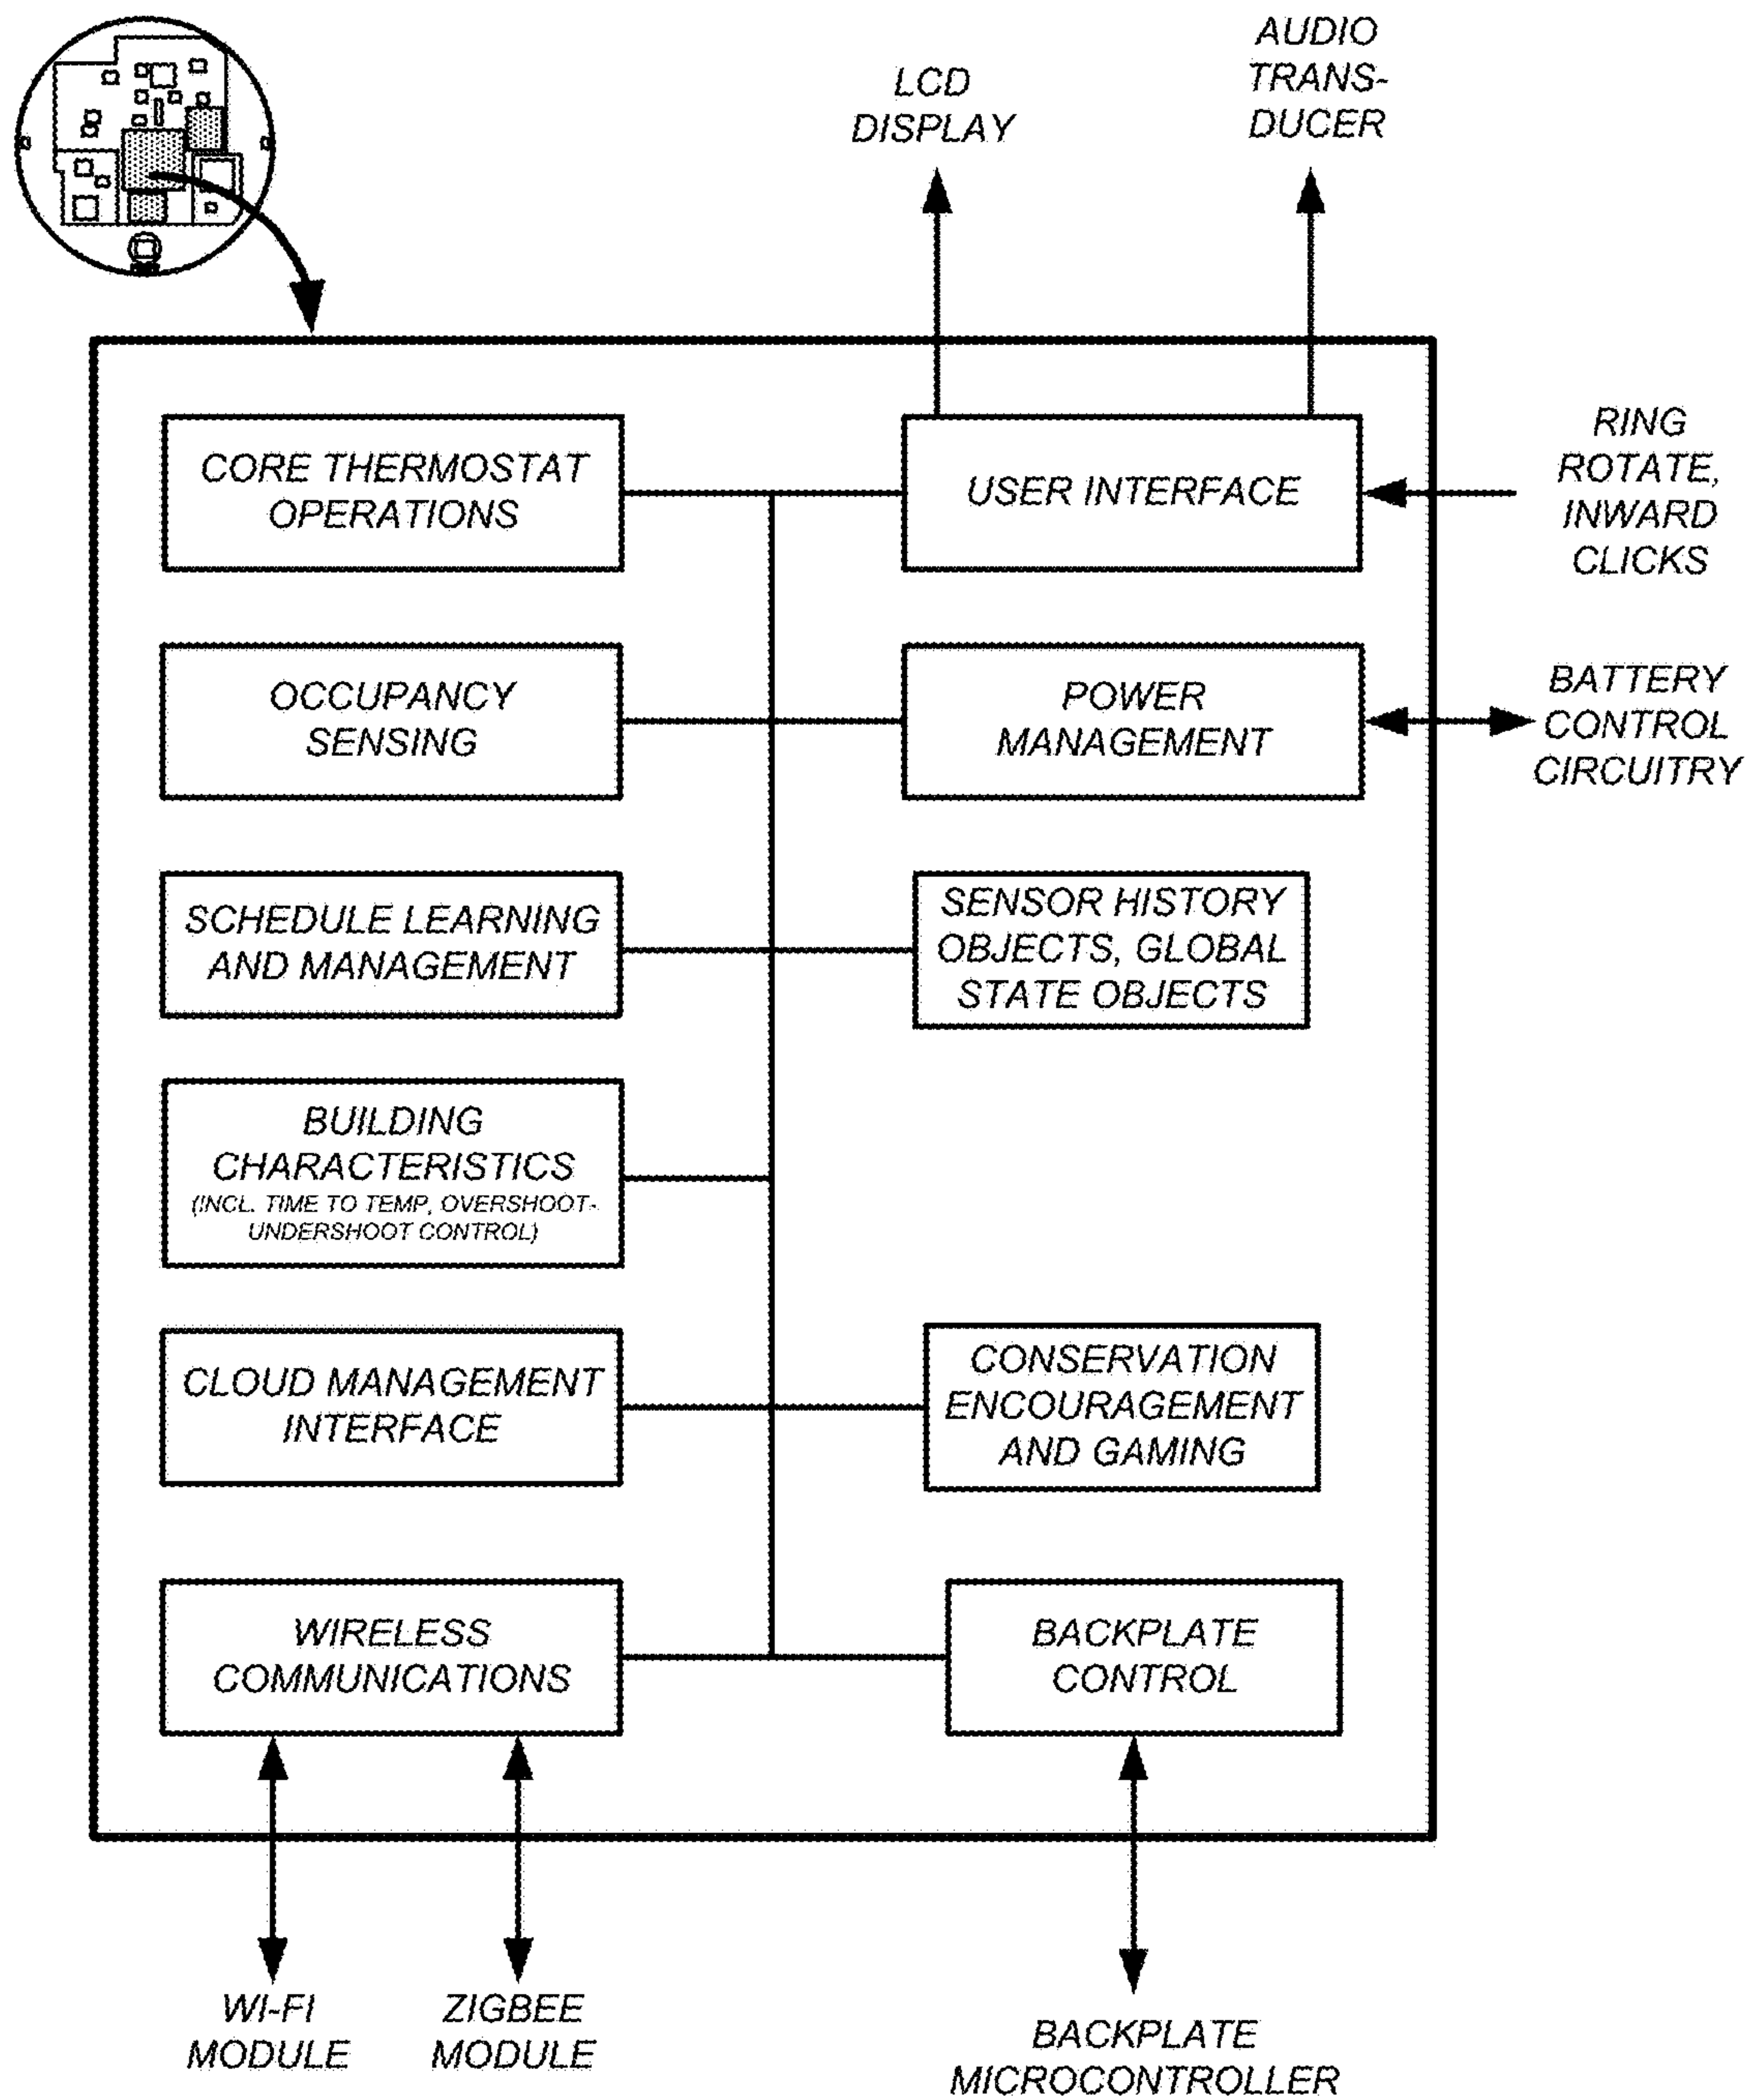 AUDIO
TRANS-
DUCER
LCD
DISPLAY
CORE THERMOSTAT
OPERATIONS
USER INTERFACE
RING
ROTATE,
INWARD
CLICKS
OCCUPANCY
SENSING
POWER
MANAGEMENT
BATTERY
CONTROL
CIRCUITRY
SCHEDULE LEARNING
AND MANAGEMENT
SENSOR HISTORY
OBJECTS, GLOBAL
STATE OBJECTS
BUILDING
CHARACTERISTICS
(INCL. TIME TO TEMP, OVERSHOOT-
UNDERSHOOT CONTROL)
CLOUD MANAGEMENT
INTERFACE
CONSERVATION
ENCOURAGEMENT
AND GAMING
WIRELESS
COMMUNICATIONS
BACKPLATE
CONTROL
WI-FI
MODULE
ZIGBEE
MODULE
BACKPLATE
MICROCONTROLLER